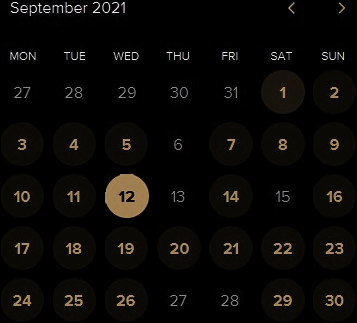 September 2021
MON TUE WED THU FRI SAT SUN
27 28 29 30 31 1 2
3 4 5 6 7 8 9
10 11 12 13 14 15 16
17 18 19 20 21 22 23
24 25 26 27 28 29 30